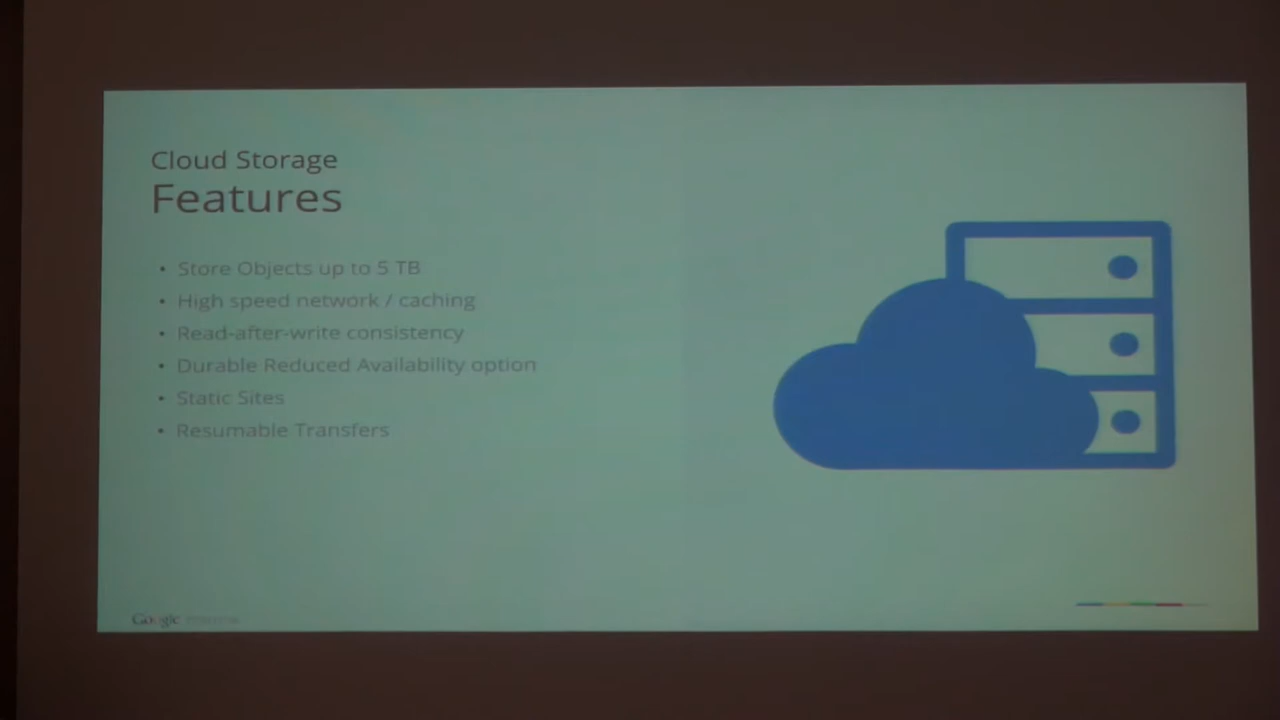 Cloud Storage
Features
• Store Objects up to 5 TB
• High speed network / caching
• Read-after-write consistency
• Durable Reduced Availability option
• Static Sites
• Resumable Transfers
Google